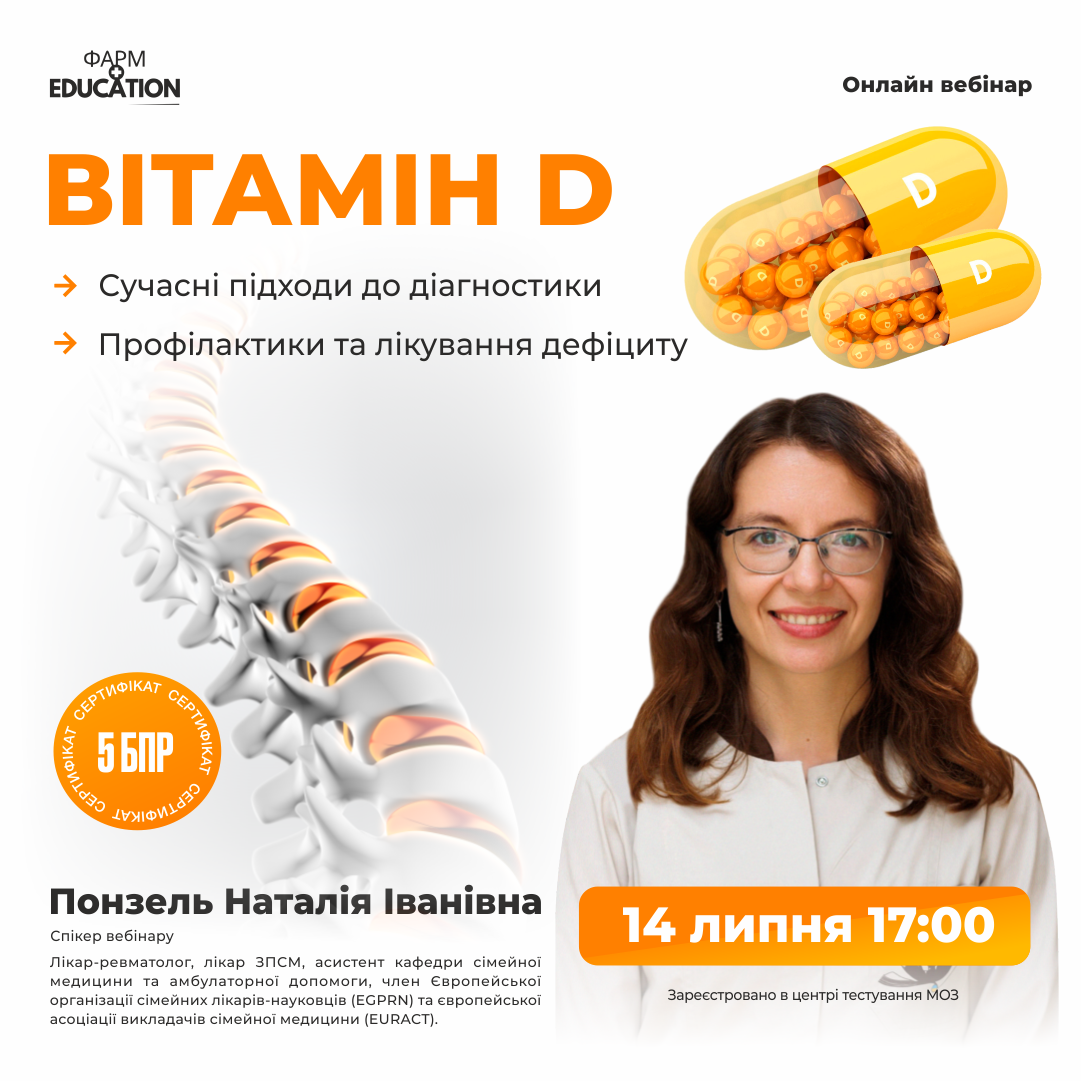 ФАРМ
EDUCATION
Онлайн вебінар
ВІТАМІН D
→ Сучасні підходи до діагностики
→ Профілактики та лікування дефіциту
D
D
СЕРТИФІКАТ СЕРТИФІКАТ СЕРТИФІКАТ СЕРТИФІКАТ
5 БПР
Понзель Наталія Іванівна
Спікер вебінару
Лікар-ревматолог, лікар ЗПСМ, асистент кафедри сімейної
медицини та амбулаторної допомоги, член Європейської
організації сімейних лікарів-науковців (EGPRN) та європейської
асоціації викладачів сімейної медицини (EURACT).
14 липня 17:00
Зареєстровано в центрі тестування МОЗ